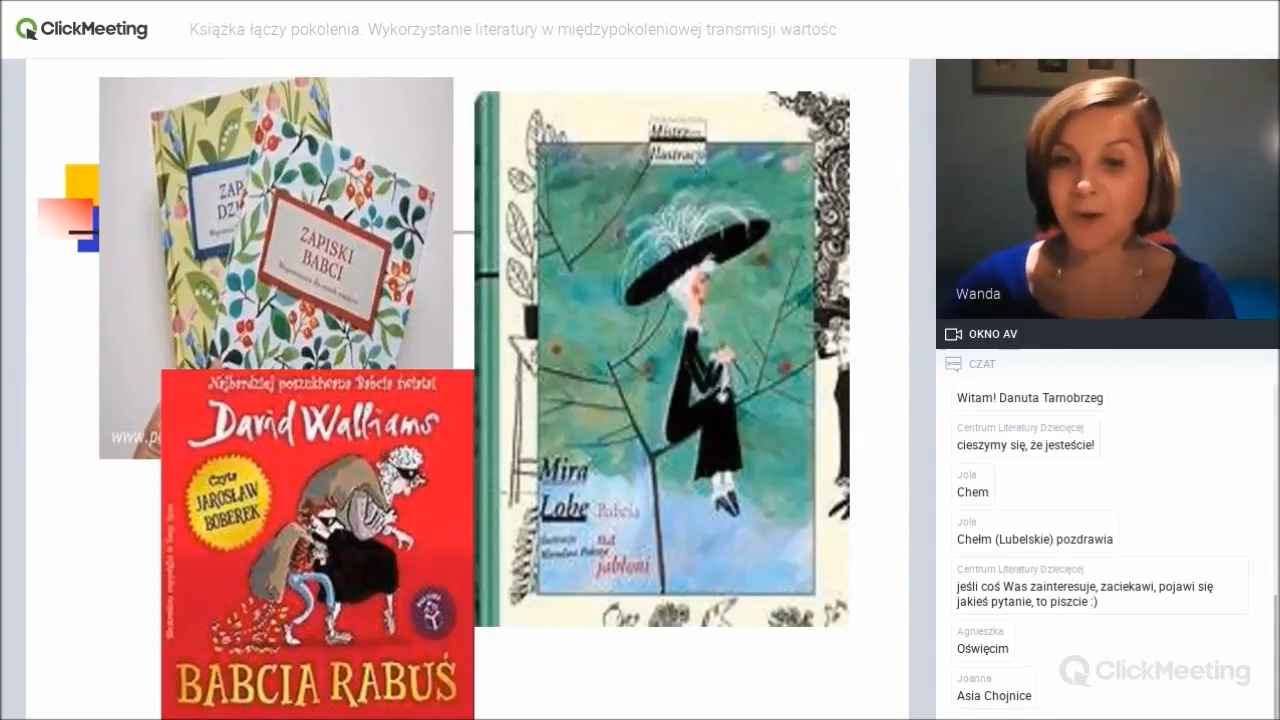 ClickMeeting
Książka łączy pokolenia. Wykorzystanie literatury w międzypokoleniowej transmisji wartośc
ZAPISKI
BABCI
Najbardziej poszukiwana Babcia świata!
David Walliams
Czyta
JAROSŁAW
BOBEREK
BABCIA RABUŚ
Ilustracji
Mira
Lobe
Babcia
na
jabłoni
Wanda
OKNO AV
CZAT
Witam! Danuta Tarnobrzeg
Centrum Literatury Dziecięcej
cieszymy się, że jesteście!
Jola
Chem
Jola
Chełm (Lubelskie) pozdrawia
Centrum Literatury Dziecięcej
jeśli coś Was zainteresuje, zaciekawi, pojawi się
jakieś pytanie, to piszcie :)
Agnieszka
Oświęcim
Joanna
Asia Chojnice
ClickMeeting